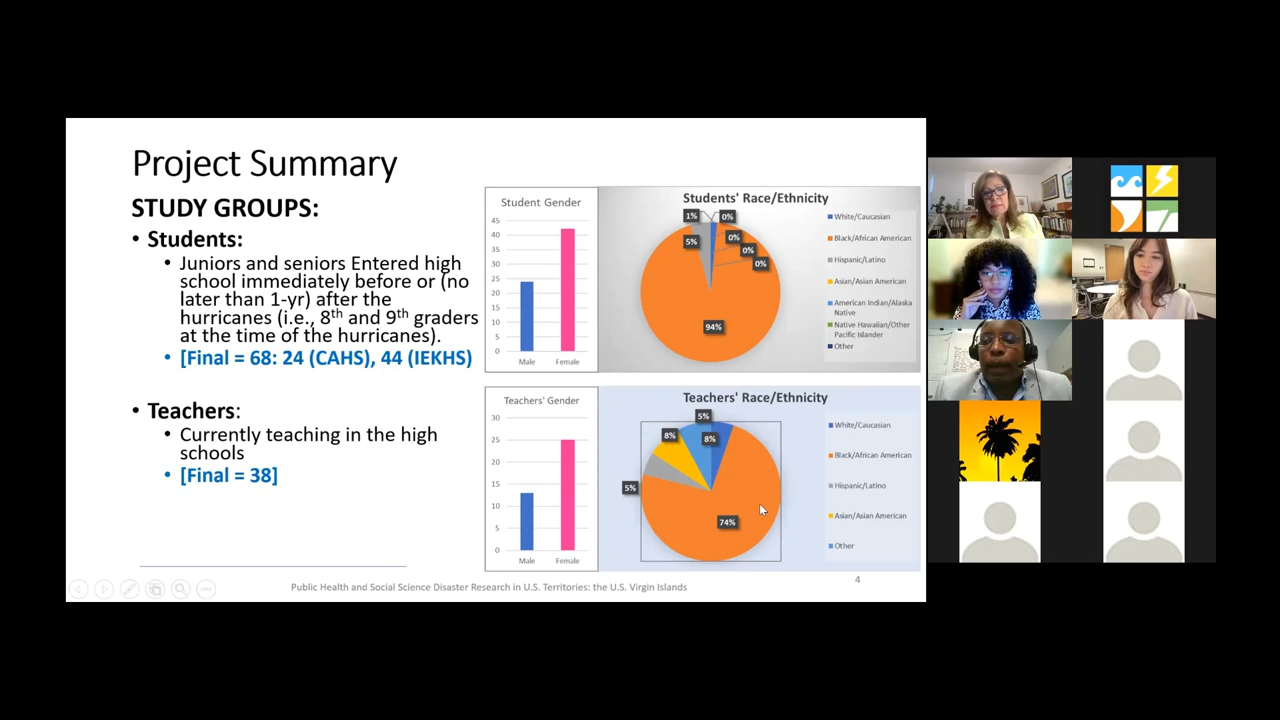 Project Summary
STUDY GROUPS:
• Students:
• Juniors and seniors Entered high
school immediately before or (no
later than 1-yr) after the
hurricanes (i.e., 8th and 9th graders
at the time of the hurricanes).
• [Final = 68: 24 (CAHS), 44 (IEKHS)
• Teachers:
• Currently teaching in the high
schools
• [Final = 38]
Student Gender
45
40
35
30
25
20
15
10
5
0
Male Female
Students' Race/Ethnicity
1%
0%
5%
0%
0%
0%
94%
White/Caucasian
Black/African American
Hispanic/Latino
Asian/Asian American
American Indian/Alaska
Native
Native Hawaiian/Other
Pacific Islander
Other
Teachers' Gender
30
25
20
15
10
5
0
Male Female
Teachers' Race/Ethnicity
5%
8%
8%
5%
74%
White/Caucasian
Black/African American
Hispanic/Latino
Asian/Asian American
Other
Public Health and Social Science Disaster Research in U.S. Territories: the U.S. Virgin Islands
4